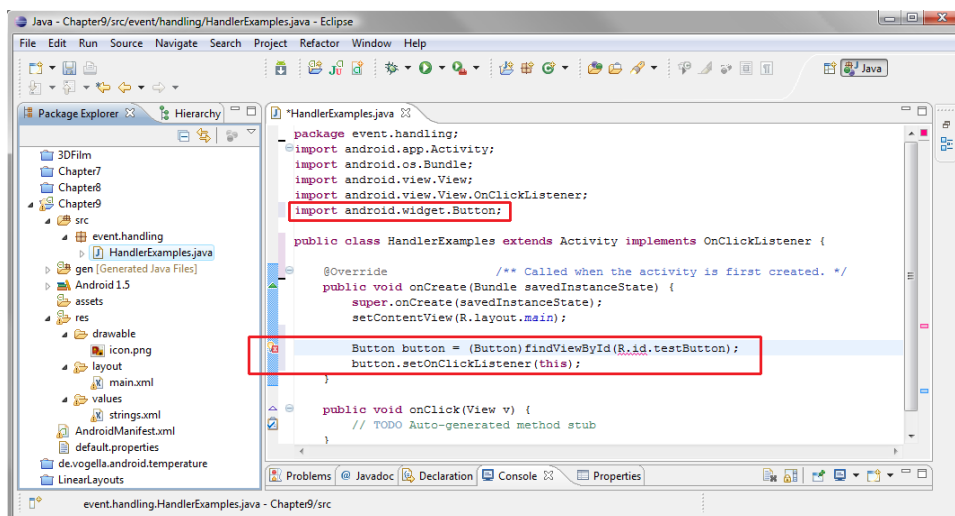 Java - Chapter9/src/event/handling/HandlerExamples.java - Eclipse
File Edit Run Source Navigate Search Project Refactor Window Help
Java
Package Explorer
Hierarchy
3DFilm
Chapter7
Chapter8
Chapter9
src
event.handling
HandlerExamples.java
gen [Generated Java Files]
Android 1.5
assets
res
drawable
icon.png
layout
main.xml
values
strings.xml
AndroidManifest.xml
default.properties
de.vogella.android.temperature
LinearLayouts
*HandlerExamples.java
package event.handling;
import android.app.Activity;
import android.os.Bundle;
import android.view.View;
import android.view.View.OnClickListener;
import android.widget.Button;
public class HandlerExamples extends Activity implements OnClickListener {
@Override /** Called when the activity is first created. */
public void onCreate(Bundle savedInstanceState) {
super.onCreate(savedInstanceState);
setContentView(R.layout.main);
Button button = (Button)findViewById(R.id.testButton);
button.setOnClickListener(this);
}
public void onClick(View v) {
// TODO Auto-generated method stub
}
Problems @ Javadoc Declaration Console Properties
event.handling.HandlerExamples.java - Chapter9/src